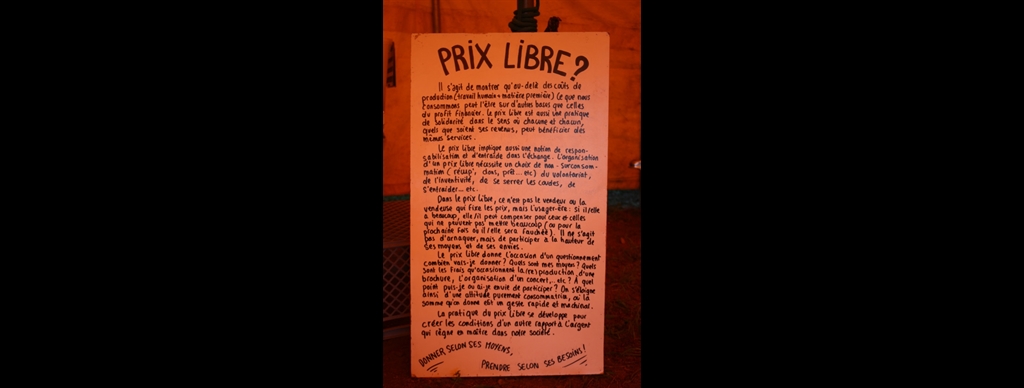 PRIX LIBRE?
Il s'agit de montrer qu'au-delà des coûts de
production (travail humain + matière première) ce que nous
consommons peut l'être sur d'autres bases que celles
du profit financier. Le prix libre est aussi une pratique
de solidarité dans le sens où chacune et chacun,
quels que soient ses revenus, peut bénéficier des
mêmes services.
Le prix libre implique aussi une notion de respon-
sabilisation et d'entraide dans l'échange. L'organisation
d'un prix libre nécessite un choix de non-surconsom-
mation (récup', dons, prêt... etc) du volontariat,
de l'inventivité, de se serrer les coudes, de
s'entraider... etc.
Dans le prix libre, ce n'est pas le vendeur ou la
vendeuse qui fixe les prix, mais l'usager-ère: si il/elle
a beaucoup, elle/il peut compenser pour ceux et celles
qui ne peuvent pas mettre beaucoup (ou pour la
prochaine fois où il/elle sera fauché(e)). Il ne s'agit
pas d'arnaquer, mais de participer à la hauteur de
ses moyens et de ses envies.
Le prix libre donne l'occasion d'un questionnement
combien vais-je donner? Quels sont mes moyens? Quels
sont les frais qu'occasionnent la (re)production d'une
brochure, l'organisation d'un concert,.. etc? À quel
point puis-je ou ai-je envie de participer? On s'éloigne
ainsi d'une attitude purement consommatrice, où la
somme qu'on donne est un geste rapide et machinal.
La pratique du prix libre se développe pour
créer les conditions d'un autre rapport à l'argent
qui règne en maître dans notre société.
DONNER SELON SES MOYENS,
PRENDRE SELON SES BESOINS!